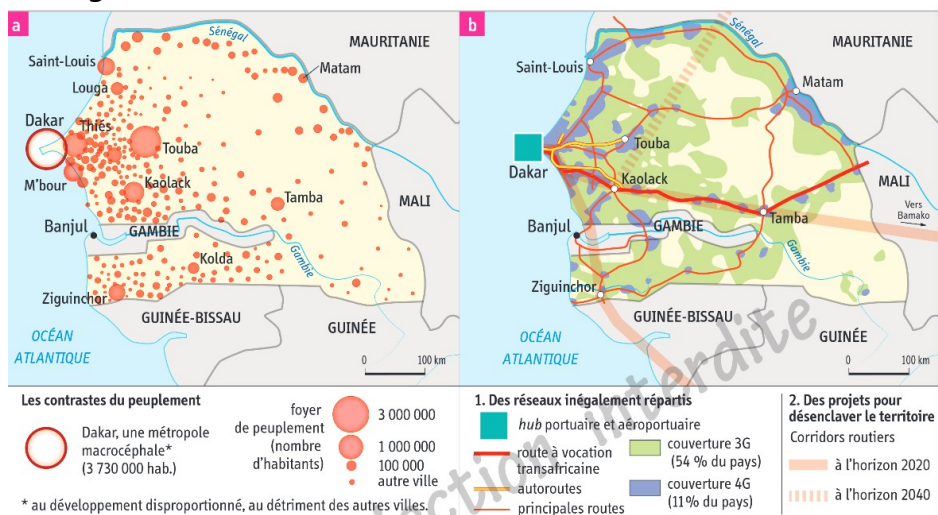 a
Sénégal
MAURITANIE
Saint-Louis
Matam
Louga
Dakar
Thiés
Touba
M'bour
Kaolack
Tamba
MALI
Banjul
GAMBIE
Kolda
Gambie
Ziguinchor
GUINÉE-BISSAU
GUINÉE
OCÉAN
ATLANTIQUE
0 100 km
Les contrastes du peuplement
Dakar, une métropole
macrocéphale*
(3 730 000 hab.)
foyer
de peuplement
(nombre
d'habitants)
3 000 000
1 000 000
100 000
autre ville
* au développement disproportionné, au détriment des autres villes.
b
Sénégal
MAURITANIE
Saint-Louis
Matam
Touba
Dakar
Kaolack
MALI
Vers
Bamako
Tamba
Banjul
GAMBIE
Gambie
Ziguinchor
GUINÉE-BISSAU
GUINÉE
OCÉAN
ATLANTIQUE
0 100 km
1. Des réseaux inégalement répartis
hub portuaire et aéroportuaire
route à vocation
transafricaine
autoroutes
principales routes
couverture 3G
(54 % du pays)
couverture 4G
(11% du pays)
2. Des projets pour
désenclaver le territoire
Corridors routiers
à l'horizon 2020
à l'horizon 2040
interdite